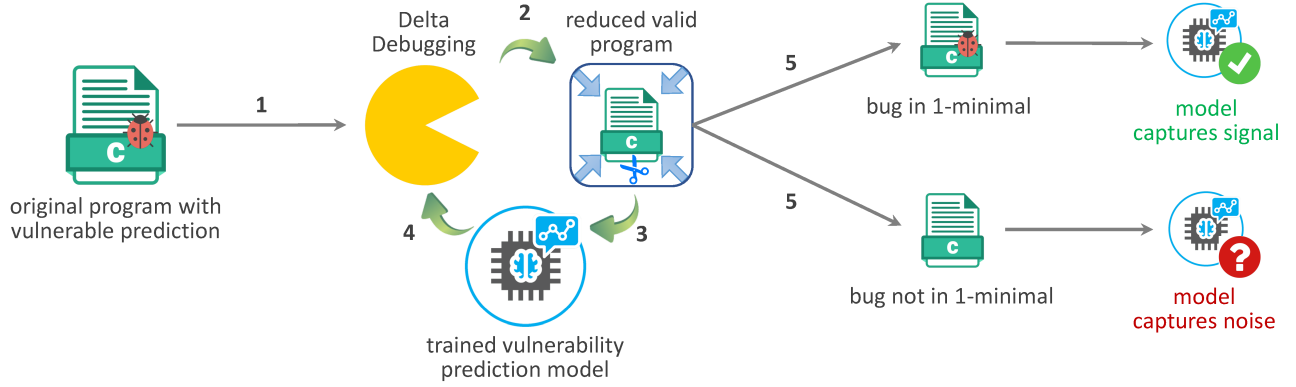 original program with
vulnerable prediction
C
1
Delta
Debugging
2
reduced valid
program
C
3
4
trained vulnerability
prediction model
5
C
bug in 1-minimal
model
captures signal
5
C
bug not in 1-minimal
?
model
captures noise